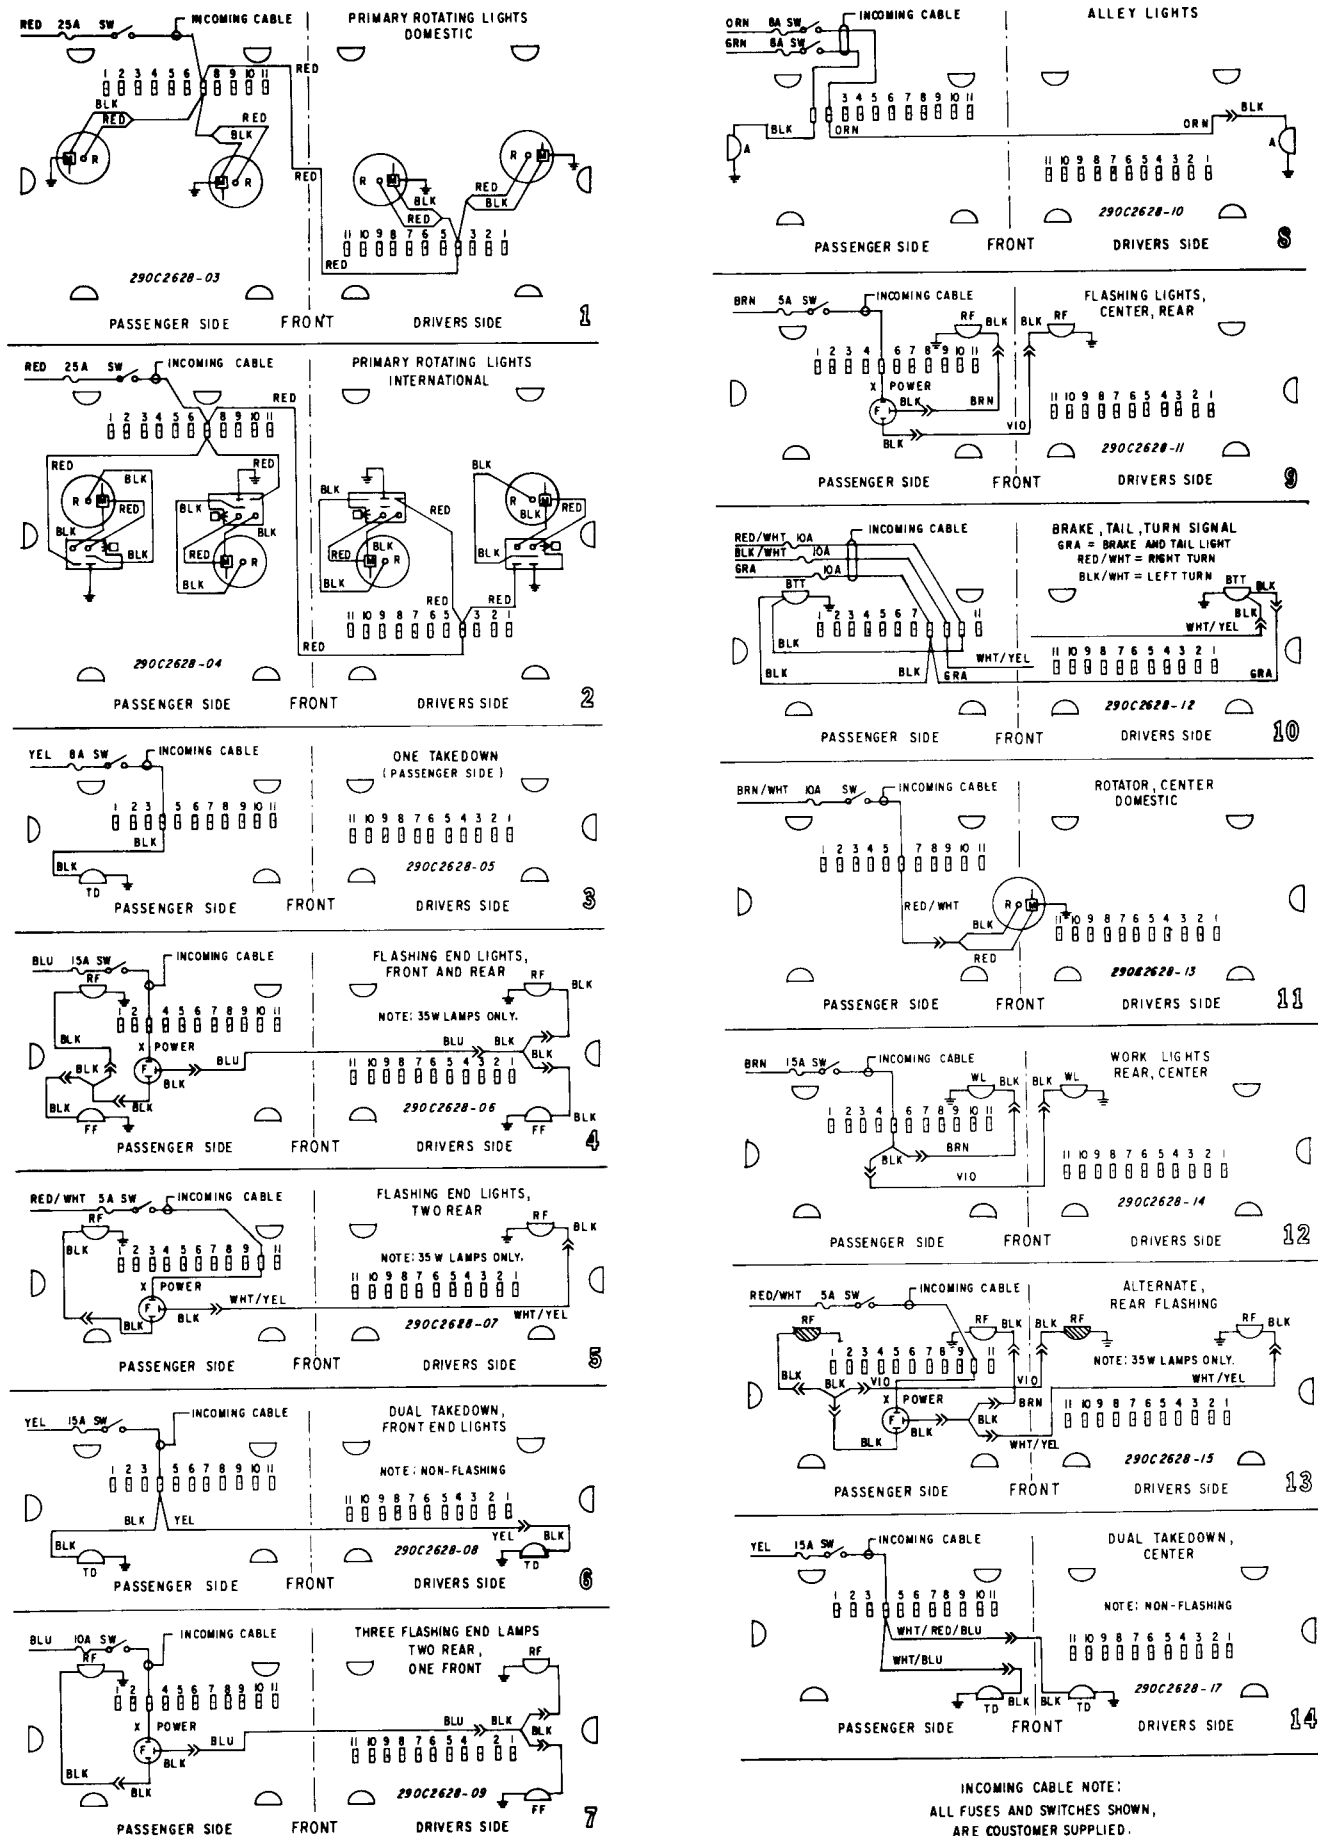 RED 25A SW INCOMING CABLE
PRIMARY ROTATING LIGHTS
DOMESTIC
1 2 3 4 5 6 8 9 10 11
RED
BLK
RED
RED
BLK
M R
M R
R M
R M
RED
BLK
RED
RED
BLK
11 10 9 8 7 6 5 3 2 1
RED
290C2628-03
PASSENGER SIDE FRONT DRIVERS SIDE
1
RED 25A SW INCOMING CABLE
PRIMARY ROTATING LIGHTS
INTERNATIONAL
RED
1 2 3 4 5 6 8 9 10 11
RED BLK RED BLK
R M RED BLK
BLK BLK
BLK RED M R
BLK
RED RED
BLK R M
RED M R
BLK BLK
RED RED
11 10 9 8 7 6 5 3 2 1
RED
290C2628-04
PASSENGER SIDE FRONT DRIVERS SIDE
2
YEL 8A SW INCOMING CABLE
ONE TAKEDOWN
(PASSENGER SIDE)
1 2 3 5 6 7 8 9 10 11
BLK
11 10 9 8 7 6 5 4 3 2 1
BLK
TD
290C2628-05
PASSENGER SIDE FRONT DRIVERS SIDE
3
BLU 15A SW INCOMING CABLE
FLASHING END LIGHTS,
FRONT AND REAR
RF RF BLK
NOTE: 35W LAMPS ONLY.
1 2 4 5 6 7 8 9 10 11
BLK X POWER
BLU BLK BLK
BLK F BLU
BLK
11 10 9 8 7 6 5 4 3 2 1
BLK BLK
290C2628-06
FF FF BLK
PASSENGER SIDE FRONT DRIVERS SIDE
4
RED/WHT 5A SW INCOMING CABLE
FLASHING END LIGHTS,
TWO REAR
RF RF BLK
BLK
1 2 3 4 5 6 7 8 9 11
NOTE: 35W LAMPS ONLY.
X POWER
11 10 9 8 7 6 5 4 3 2 1
F BLK WHT/YEL WHT/YEL
BLK
290C2628-07
PASSENGER SIDE FRONT DRIVERS SIDE
5
YEL 15A SW INCOMING CABLE
DUAL TAKEDOWN,
FRONT END LIGHTS
NOTE: NON-FLASHING
1 2 3 5 6 7 8 9 10 11
11 10 9 8 7 6 5 4 3 2 1
BLK YEL YEL BLK
BLK
TD TD
290C2628-08
PASSENGER SIDE FRONT DRIVERS SIDE
6
BLU 10A SW INCOMING CABLE
THREE FLASHING END LAMPS
TWO REAR,
ONE FRONT
RF RF
1 2 4 5 6 7 8 9 10 11
X POWER
BLU BLK BLK
F BLK BLU
11 10 9 8 7 6 5 4 2 1
BLK BLK
290C2628-09
FF
PASSENGER SIDE FRONT DRIVERS SIDE
7
ORN 8A SW INCOMING CABLE
GRN 8A SW
ALLEY LIGHTS
3 4 5 6 7 8 9 10 11
BLK ORN ORN BLK
A A
11 10 9 8 7 6 5 4 3 2 1
290C2628-10
PASSENGER SIDE FRONT DRIVERS SIDE
8
BRN 5A SW INCOMING CABLE
FLASHING LIGHTS,
CENTER, REAR
RF BLK BLK RF
1 2 3 4 6 7 8 9 10 11
X POWER
BLK BRN
F
BLK VIO
11 10 9 8 7 6 5 4 3 2 1
290C2628-11
PASSENGER SIDE FRONT DRIVERS SIDE
9
INCOMING CABLE
RED/WHT 10A
BLK/WHT 10A
GRA 10A
BRAKE, TAIL, TURN SIGNAL
GRA = BRAKE AND TAIL LIGHT
RED/WHT = RIGHT TURN
BLK/WHT = LEFT TURN
BTT BTT BLK
1 2 3 4 5 6 7 11
BLK
WHT/YEL
BLK
WHT/YEL
11 10 9 8 7 6 5 4 3 2 1
BLK BLK GRA GRA
290C2628-12
PASSENGER SIDE FRONT DRIVERS SIDE
10
BRN/WHT 10A SW INCOMING CABLE
ROTATOR, CENTER
DOMESTIC
1 2 3 4 5 7 8 9 10 11
RED/WHT
R M
BLK
RED
11 10 9 8 7 6 5 4 3 2 1
290B2628-13
PASSENGER SIDE FRONT DRIVERS SIDE
11
BRN 15A SW INCOMING CABLE
WORK LIGHTS
REAR, CENTER
WL BLK BLK WL
1 2 3 4 6 7 8 9 10 11
BLK BRN
VIO
11 10 9 8 7 6 5 4 3 2 1
290C2628-14
PASSENGER SIDE FRONT DRIVERS SIDE
12
RED/WHT 5A SW INCOMING CABLE
ALTERNATE,
REAR FLASHING
RF RF BLK BLK RF RF BLK
1 2 3 4 5 6 7 8 9 11
NOTE: 35W LAMPS ONLY.
BLK BLK VIO VIO WHT/YEL
X POWER BRN
F BLK BLK
BLK WHT/YEL
11 10 9 8 7 6 5 4 3 2 1
290C2628-15
PASSENGER SIDE FRONT DRIVERS SIDE
13
YEL 15A SW INCOMING CABLE
DUAL TAKEDOWN,
CENTER
NOTE: NON-FLASHING
1 2 3 5 6 7 8 9 10 11
WHT/RED/BLU
WHT/BLU
11 10 9 8 7 6 5 4 3 2 1
TD BLK BLK TD
290C2628-17
PASSENGER SIDE FRONT DRIVERS SIDE
14
INCOMING CABLE NOTE:
ALL FUSES AND SWITCHES SHOWN,
ARE COUSTOMER SUPPLIED.